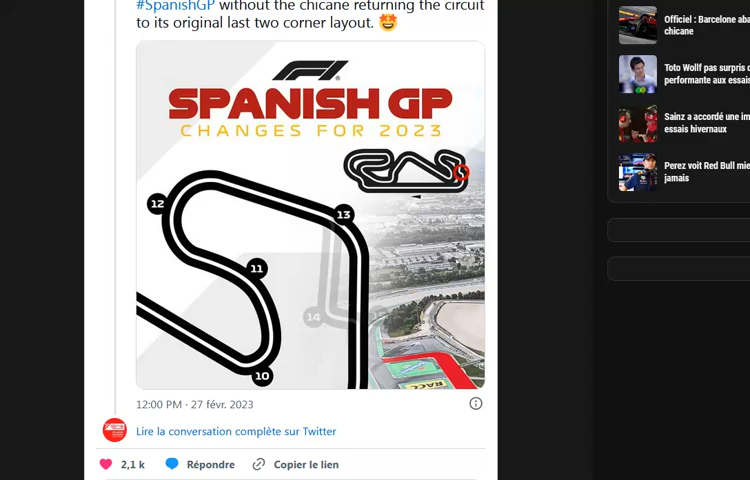 #SpanishGP without the chicane returning the circuit
to its original last two corner layout.
F1
SPANISH GP
CHANGES FOR 2023
12
13
11
14
10
RACC
12:00 PM · 27 févr. 2023
Lire la conversation complète sur Twitter
2,1 k
Répondre
Copier le lien
Officiel : Barcelone aba
chicane
Toto Wollf pas surpris d
performante aux essais
Sainz a accordé une im
essais hivernaux
Perez voit Red Bull mie
jamais